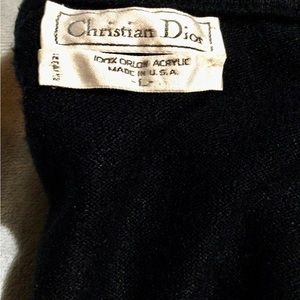 Christian Dior
100% ORLON ACRYLIC
MADE IN U.S.A.
- L -